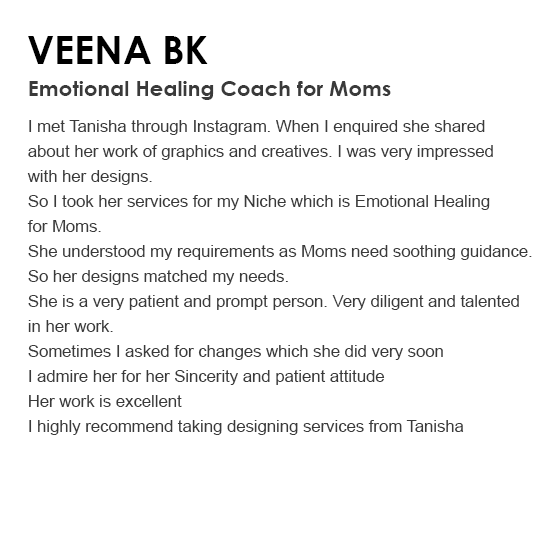 VEENA BK
Emotional Healing Coach for Moms
I met Tanisha through Instagram. When I enquired she shared
about her work of graphics and creatives. I was very impressed
with her designs.
So I took her services for my Niche which is Emotional Healing
for Moms.
She understood my requirements as Moms need soothing guidance.
So her designs matched my needs.
She is a very patient and prompt person. Very diligent and talented
in her work.
Sometimes I asked for changes which she did very soon
I admire her for her Sincerity and patient attitude
Her work is excellent
I highly recommend taking designing services from Tanisha